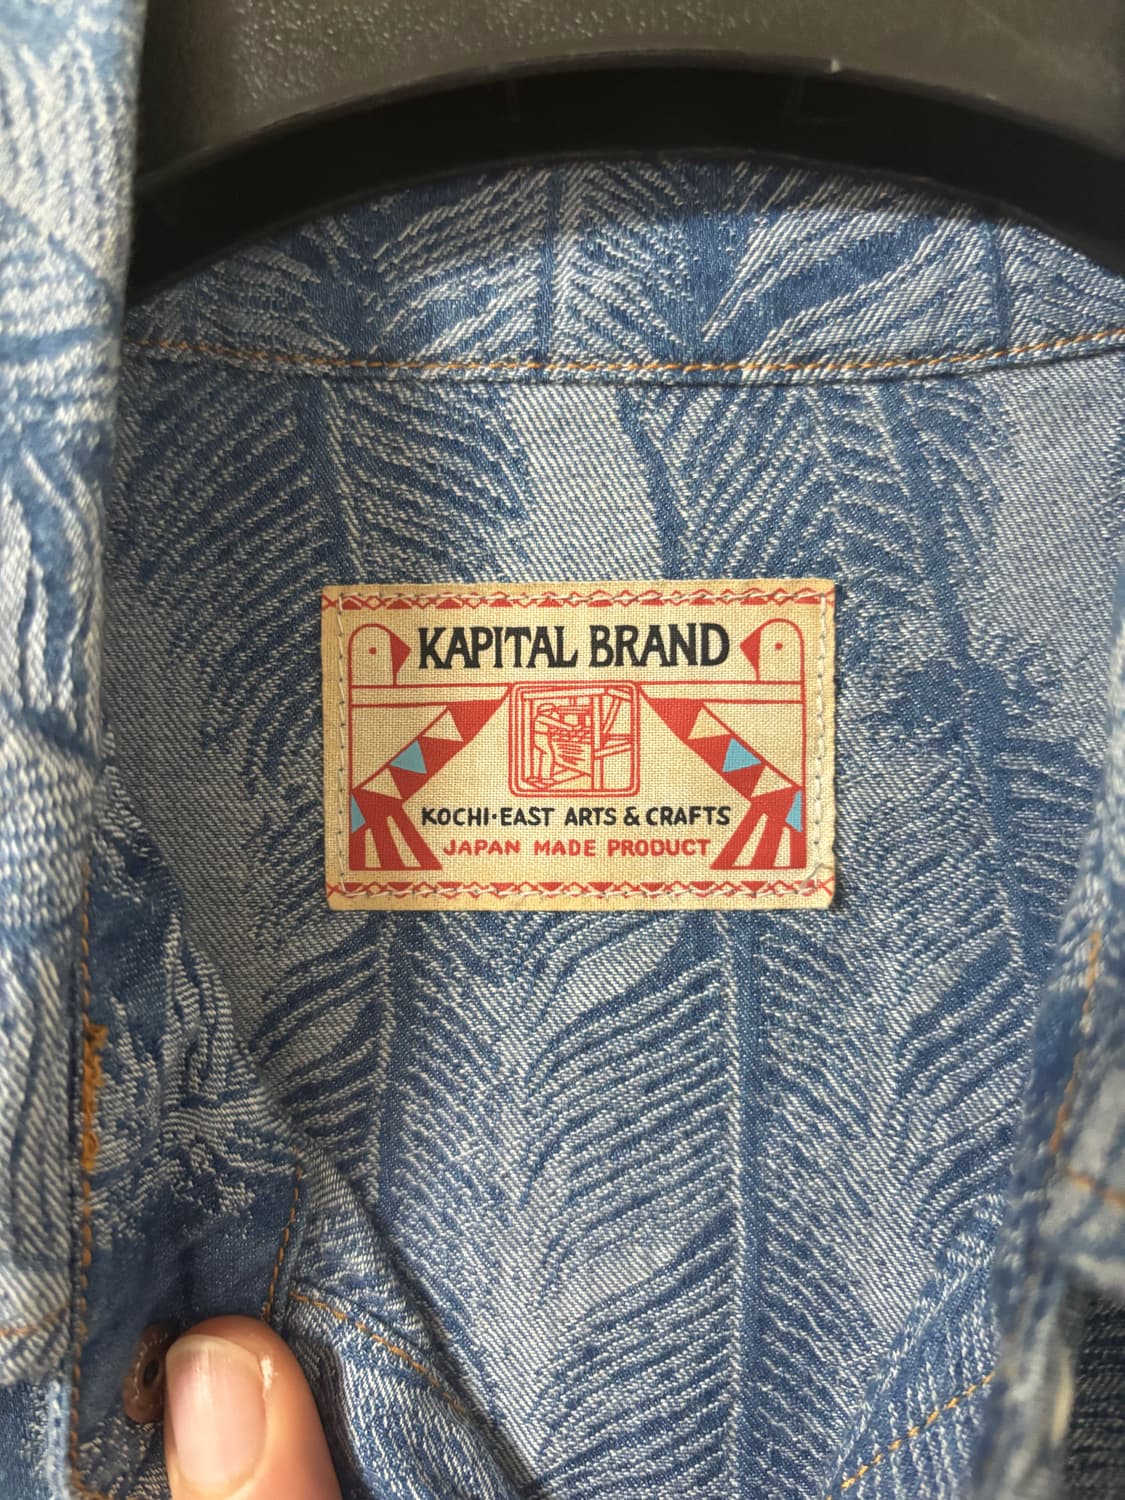 KAPITAL BRAND
KOCHI·EAST ARTS & CRAFTS
JAPAN MADE PRODUCT